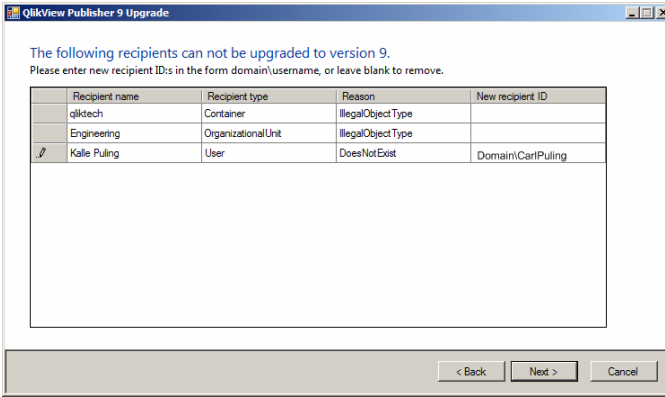 QlikView Publisher 9 Upgrade
The following recipients can not be upgraded to version 9.
Please enter new recipient ID:s in the form domain\username, or leave blank to remove.
Recipient name Recipient type Reason New recipient ID
qliktech Container IllegalObjectType
Engineering OrganizationalUnit IllegalObjectType
Kalle Puling User DoesNotExist Domain\CarlPuling
< Back Next > Cancel